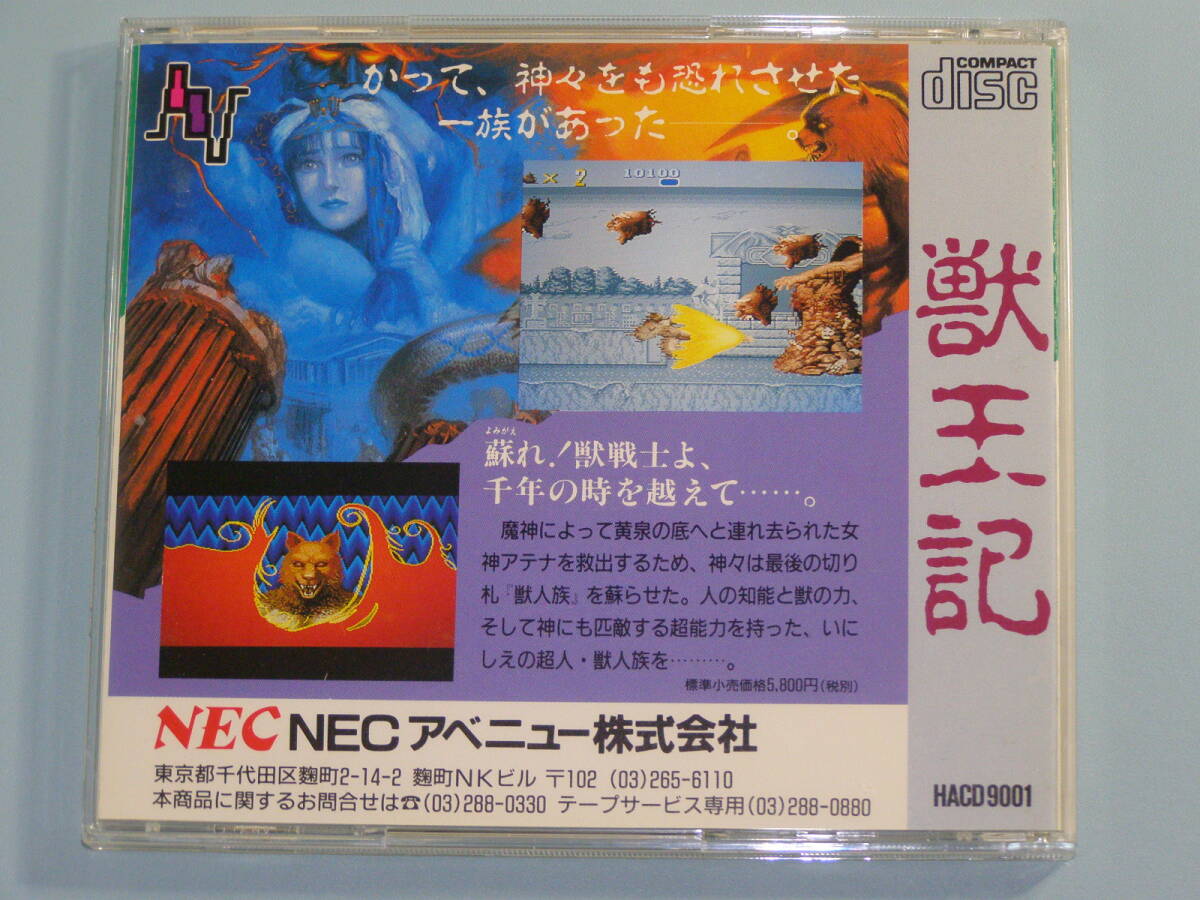 かって、神々をも恐れさせた
一族があった―――。
COMPACT
disc
× 2 10100
獣王記
よみがえ
蘇れ!獣戦士よ、
千年の時を越えて……。
魔神によって黄泉の底へと連れ去られた女
神アテナを救出するため、神々は最後の切り
札『獣人族』を蘇らせた。人の知能と獣の力、
そして神にも匹敵する超能力を持った、いに
しえの超人・獣人族を………。
標準小売価格5,800円(税別)
NEC NECアベニュー株式会社
東京都千代田区麴町2-14-2 麴町NKビル 〒102 (03)265-6110
本商品に関するお問合せは☎(03)288-0330 テープサービス専用(03)288-0880
HACD9001